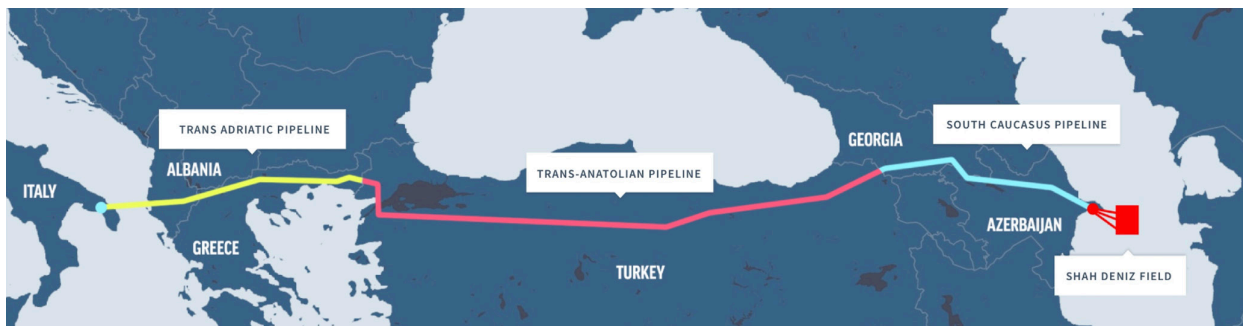 TRANS ADRIATIC PIPELINE
SOUTH CAUCASUS PIPELINE
GEORGIA
ALBANIA
TRANS-ANATOLIAN PIPELINE
ITALY
AZERBAIJAN
GREECE
TURKEY
SHAH DENIZ FIELD